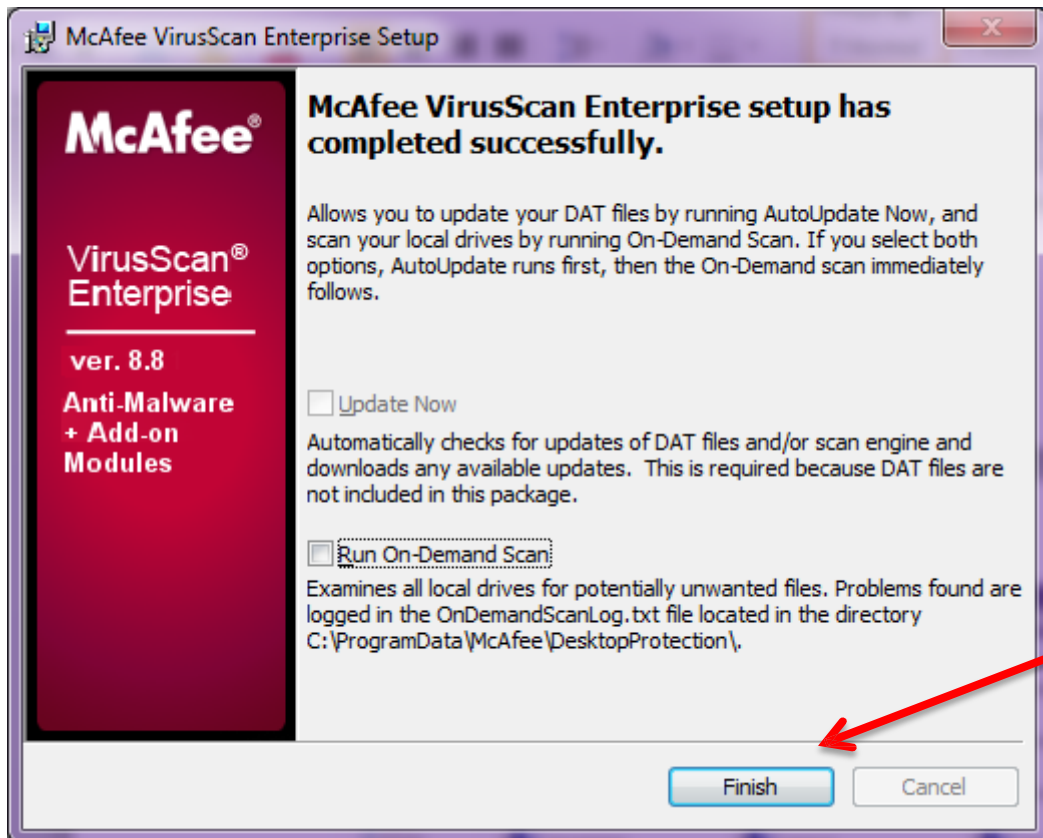 McAfee VirusScan Enterprise Setup
McAfee®
VirusScan®
Enterprise
ver. 8.8
Anti-Malware
+ Add-on
Modules
McAfee VirusScan Enterprise setup has
completed successfully.
Allows you to update your DAT files by running AutoUpdate Now, and
scan your local drives by running On-Demand Scan. If you select both
options, AutoUpdate runs first, then the On-Demand scan immediately
follows.
Update Now
Automatically checks for updates of DAT files and/or scan engine and
downloads any available updates.  This is required because DAT files are
not included in this package.
Run On-Demand Scan
Examines all local drives for potentially unwanted files. Problems found are
logged in the OnDemandScanLog.txt file located in the directory
C:\ProgramData\McAfee\DesktopProtection\.
Finish
Cancel